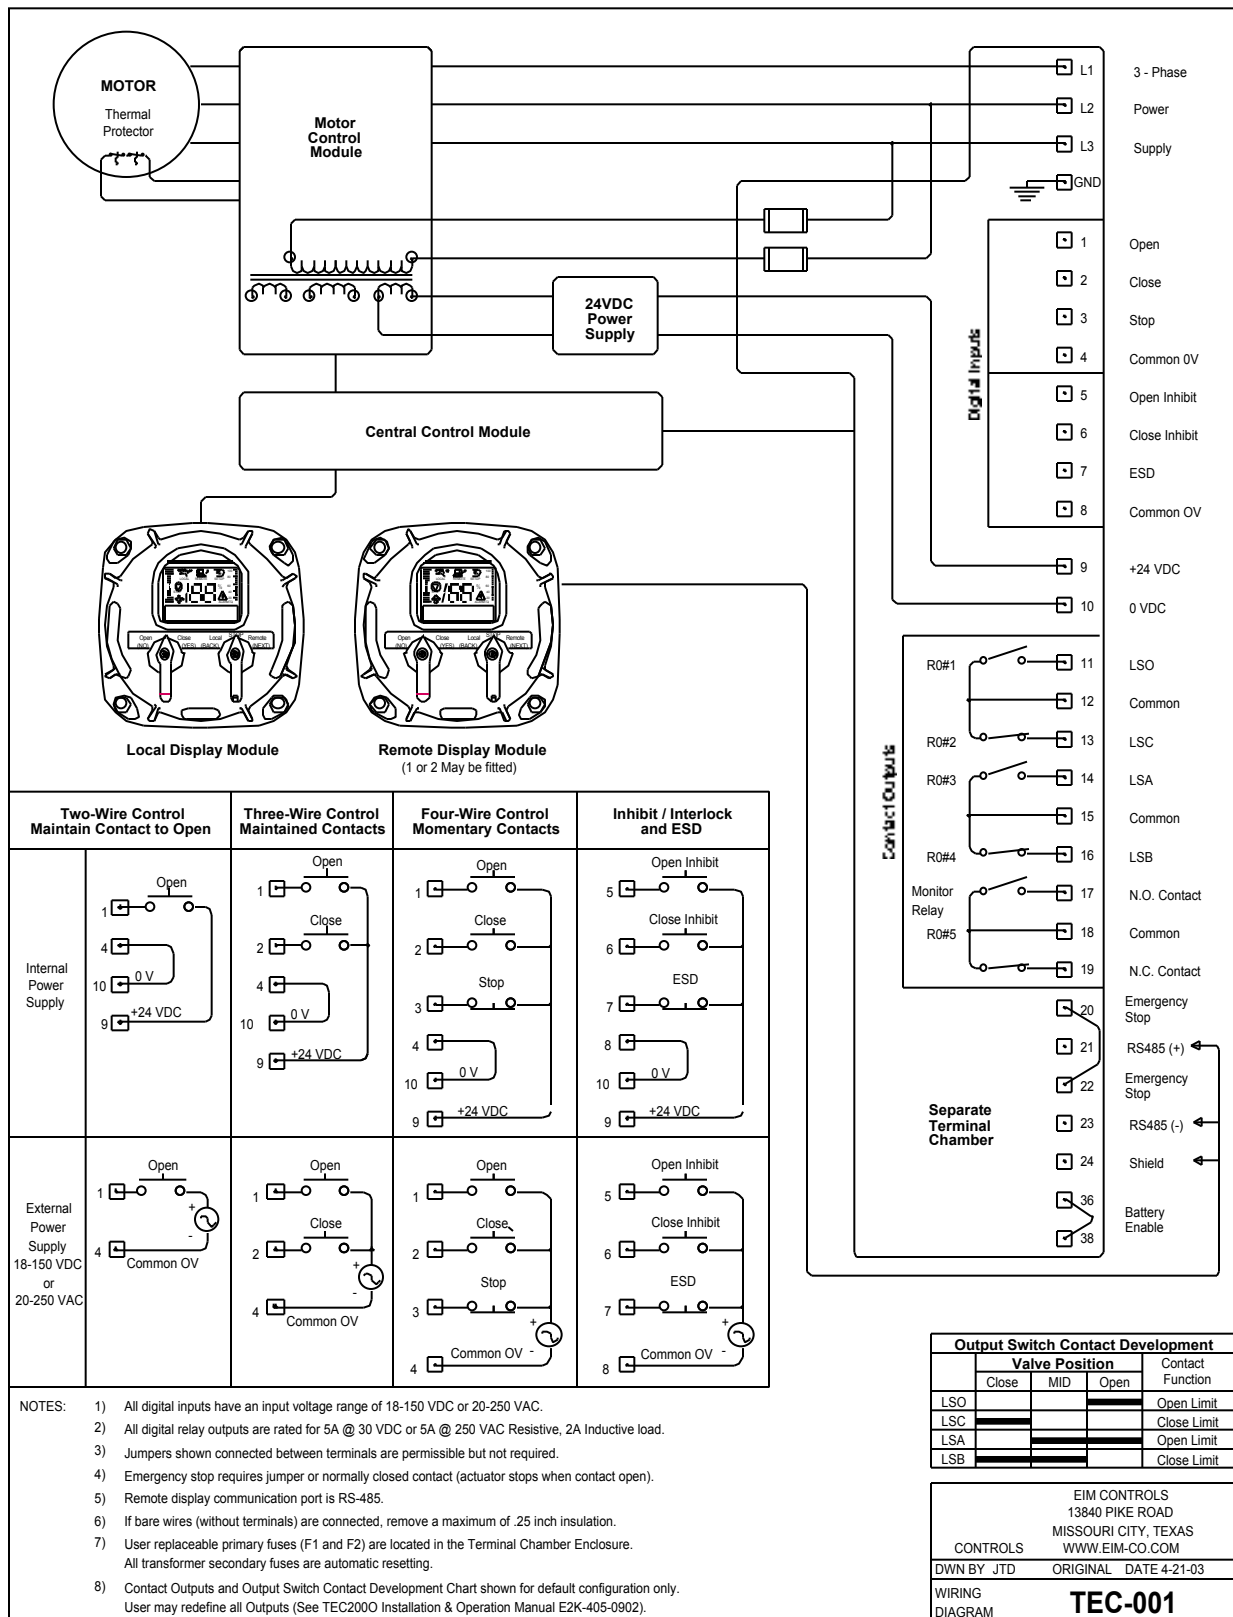 MOTOR
Thermal
Protector
Motor
Control
Module
L1 3 - Phase
L2 Power
L3 Supply
GND
Digital Inputs
1 Open
2 Close
3 Stop
4 Common 0V
5 Open Inhibit
6 Close Inhibit
7 ESD
8 Common OV
24VDC
Power
Supply
9 +24 VDC
10 0 VDC
Central Control Module
Open Close Local STOP Remote
(NO) (YES) (BACK) (NEXT)
Local Display Module
Open Close Local STOP Remote
(NO) (YES) (BACK) (NEXT)
Remote Display Module
(1 or 2 May be fitted)
Contact Outputs
R0#1 11 LSO
12 Common
R0#2 13 LSC
R0#3 14 LSA
15 Common
R0#4 16 LSB
Monitor
Relay
17 N.O. Contact
R0#5 18 Common
19 N.C. Contact
20 Emergency
Stop
21 RS485 (+)
22 Emergency
Stop
Separate
Terminal
Chamber
23 RS485 (-)
24 Shield
36
Battery
Enable
38
Two-Wire Control
Maintain Contact to Open
Three-Wire Control
Maintained Contacts
Four-Wire Control
Momentary Contacts
Inhibit / Interlock
and ESD
Internal
Power
Supply
Open
1
4
10 0 V
9 +24 VDC
Open
1
Close
2
4
10 0 V
9 +24 VDC
Open
1
Close
2
Stop
3
4
10 0 V
9 +24 VDC
Open Inhibit
5
Close Inhibit
6
ESD
7
8
10 0 V
9 +24 VDC
External
Power
Supply
18-150 VDC
or
20-250 VAC
Open
1
+
-
4 Common OV
Open
1
Close
2
+
-
4 Common OV
Open
1
Close
2
Stop
3
+
-
4 Common OV
Open Inhibit
5
Close Inhibit
6
ESD
7
+
-
8 Common OV
NOTES:
1) All digital inputs have an input voltage range of 18-150 VDC or 20-250 VAC.
2) All digital relay outputs are rated for 5A @ 30 VDC or 5A @ 250 VAC Resistive, 2A Inductive load.
3) Jumpers shown connected between terminals are permissible but not required.
4) Emergency stop requires jumper or normally closed contact (actuator stops when contact open).
5) Remote display communication port is RS-485.
6) If bare wires (without terminals) are connected, remove a maximum of .25 inch insulation.
7) User replaceable primary fuses (F1 and F2) are located in the Terminal Chamber Enclosure.
All transformer secondary fuses are automatic resetting.
8) Contact Outputs and Output Switch Contact Development Chart shown for default configuration only.
User may redefine all Outputs (See TEC200O Installation & Operation Manual E2K-405-0902).
Output Switch Contact Development
Valve Position Contact
Function
Close MID Open
LSO Open Limit
LSC Close Limit
LSA Open Limit
LSB Close Limit
EIM CONTROLS
13840 PIKE ROAD
MISSOURI CITY, TEXAS
CONTROLS WWW.EIM-CO.COM
DWN BY JTD ORIGINAL DATE 4-21-03
WIRING
DIAGRAM
TEC-001